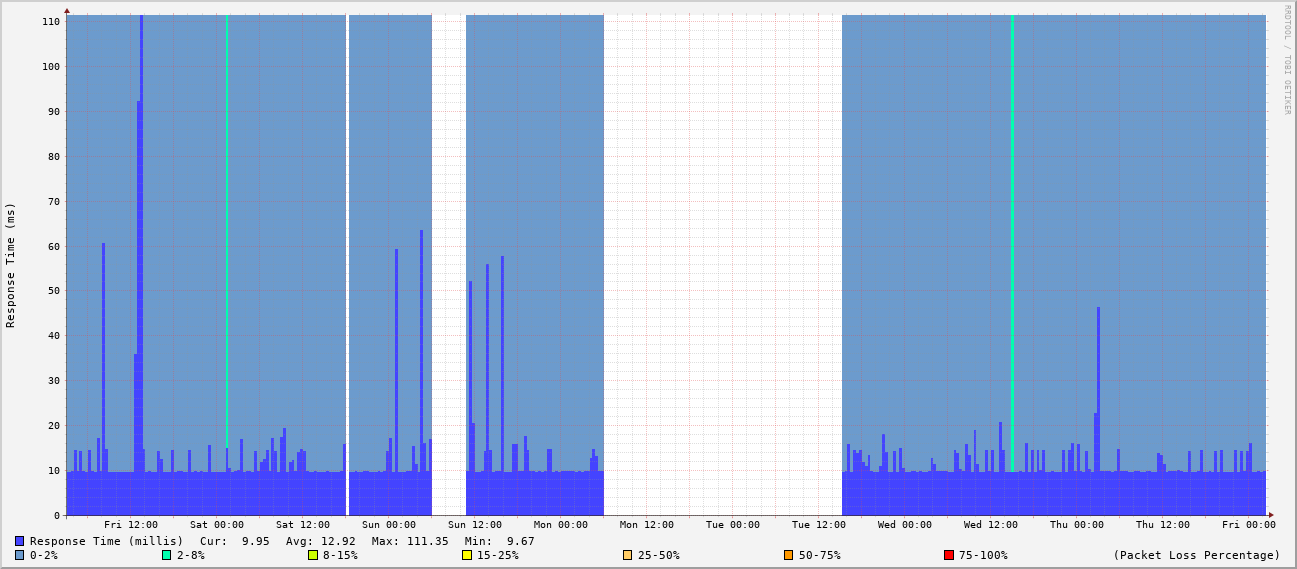 RRDTOOL / TOBI OETIKER
Response Time (ms)
110
100
90
80
70
60
50
40
30
20
10
0
Fri 12:00 Sat 00:00 Sat 12:00 Sun 00:00 Sun 12:00 Mon 00:00 Mon 12:00 Tue 00:00 Tue 12:00 Wed 00:00 Wed 12:00 Thu 00:00 Thu 12:00 Fri 00:00
Response Time (millis) Cur: 9.95 Avg: 12.92 Max: 111.35 Min: 9.67
0-2% 2-8% 8-15% 15-25% 25-50% 50-75% 75-100% (Packet Loss Percentage)